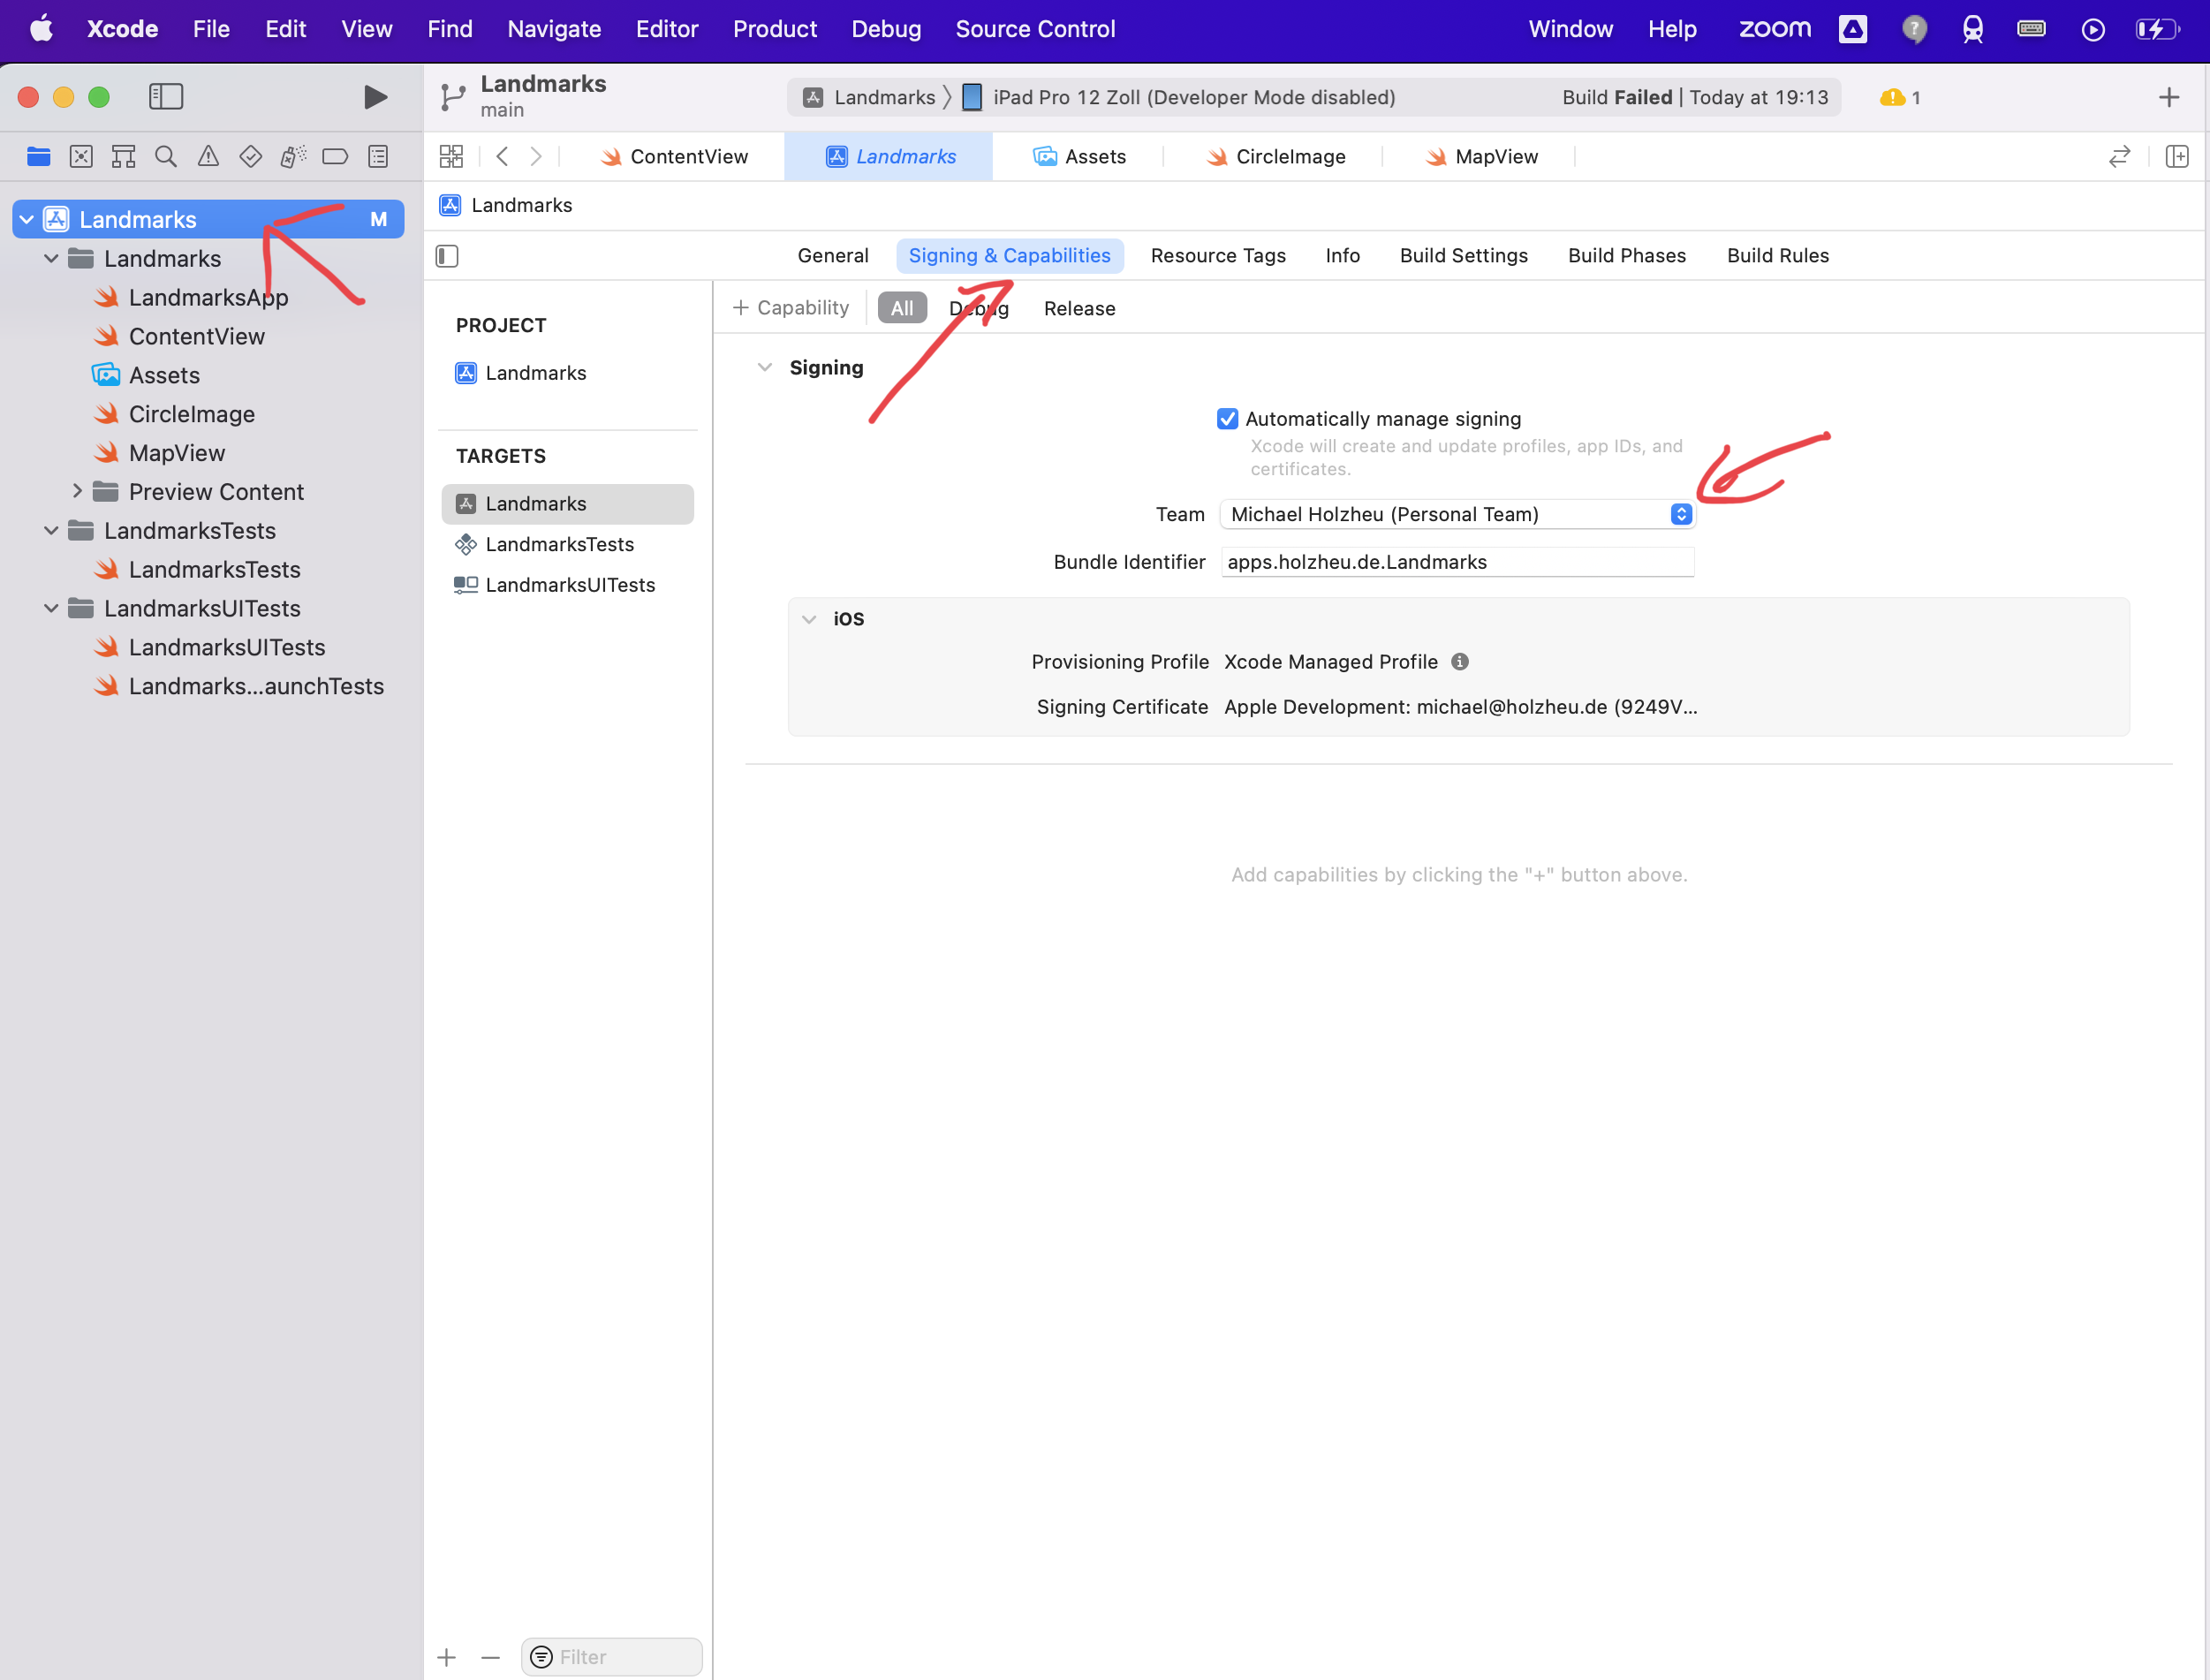 Xcode File Edit View Find Navigate Editor Product Debug Source Control Window Help zoom
Landmarks
main
Landmarks iPad Pro 12 Zoll (Developer Mode disabled) Build Failed | Today at 19:13 1
ContentView Landmarks Assets CircleImage MapView
Landmarks M
Landmarks
LandmarksApp
ContentView
Assets
CircleImage
MapView
Preview Content
LandmarksTests
LandmarksTests
LandmarksUITests
LandmarksUITests
Landmarks...aunchTests
Landmarks
General Signing & Capabilities Resource Tags Info Build Settings Build Phases Build Rules
PROJECT
Landmarks
TARGETS
Landmarks
LandmarksTests
LandmarksUITests
+ Capability All Debug Release
Signing
Automatically manage signing
Xcode will create and update profiles, app IDs, and
certificates.
Team Michael Holzheu (Personal Team)
Bundle Identifier apps.holzheu.de.Landmarks
iOS
Provisioning Profile Xcode Managed Profile
Signing Certificate Apple Development: michael@holzheu.de (9249V...
Add capabilities by clicking the "+" button above.
Filter